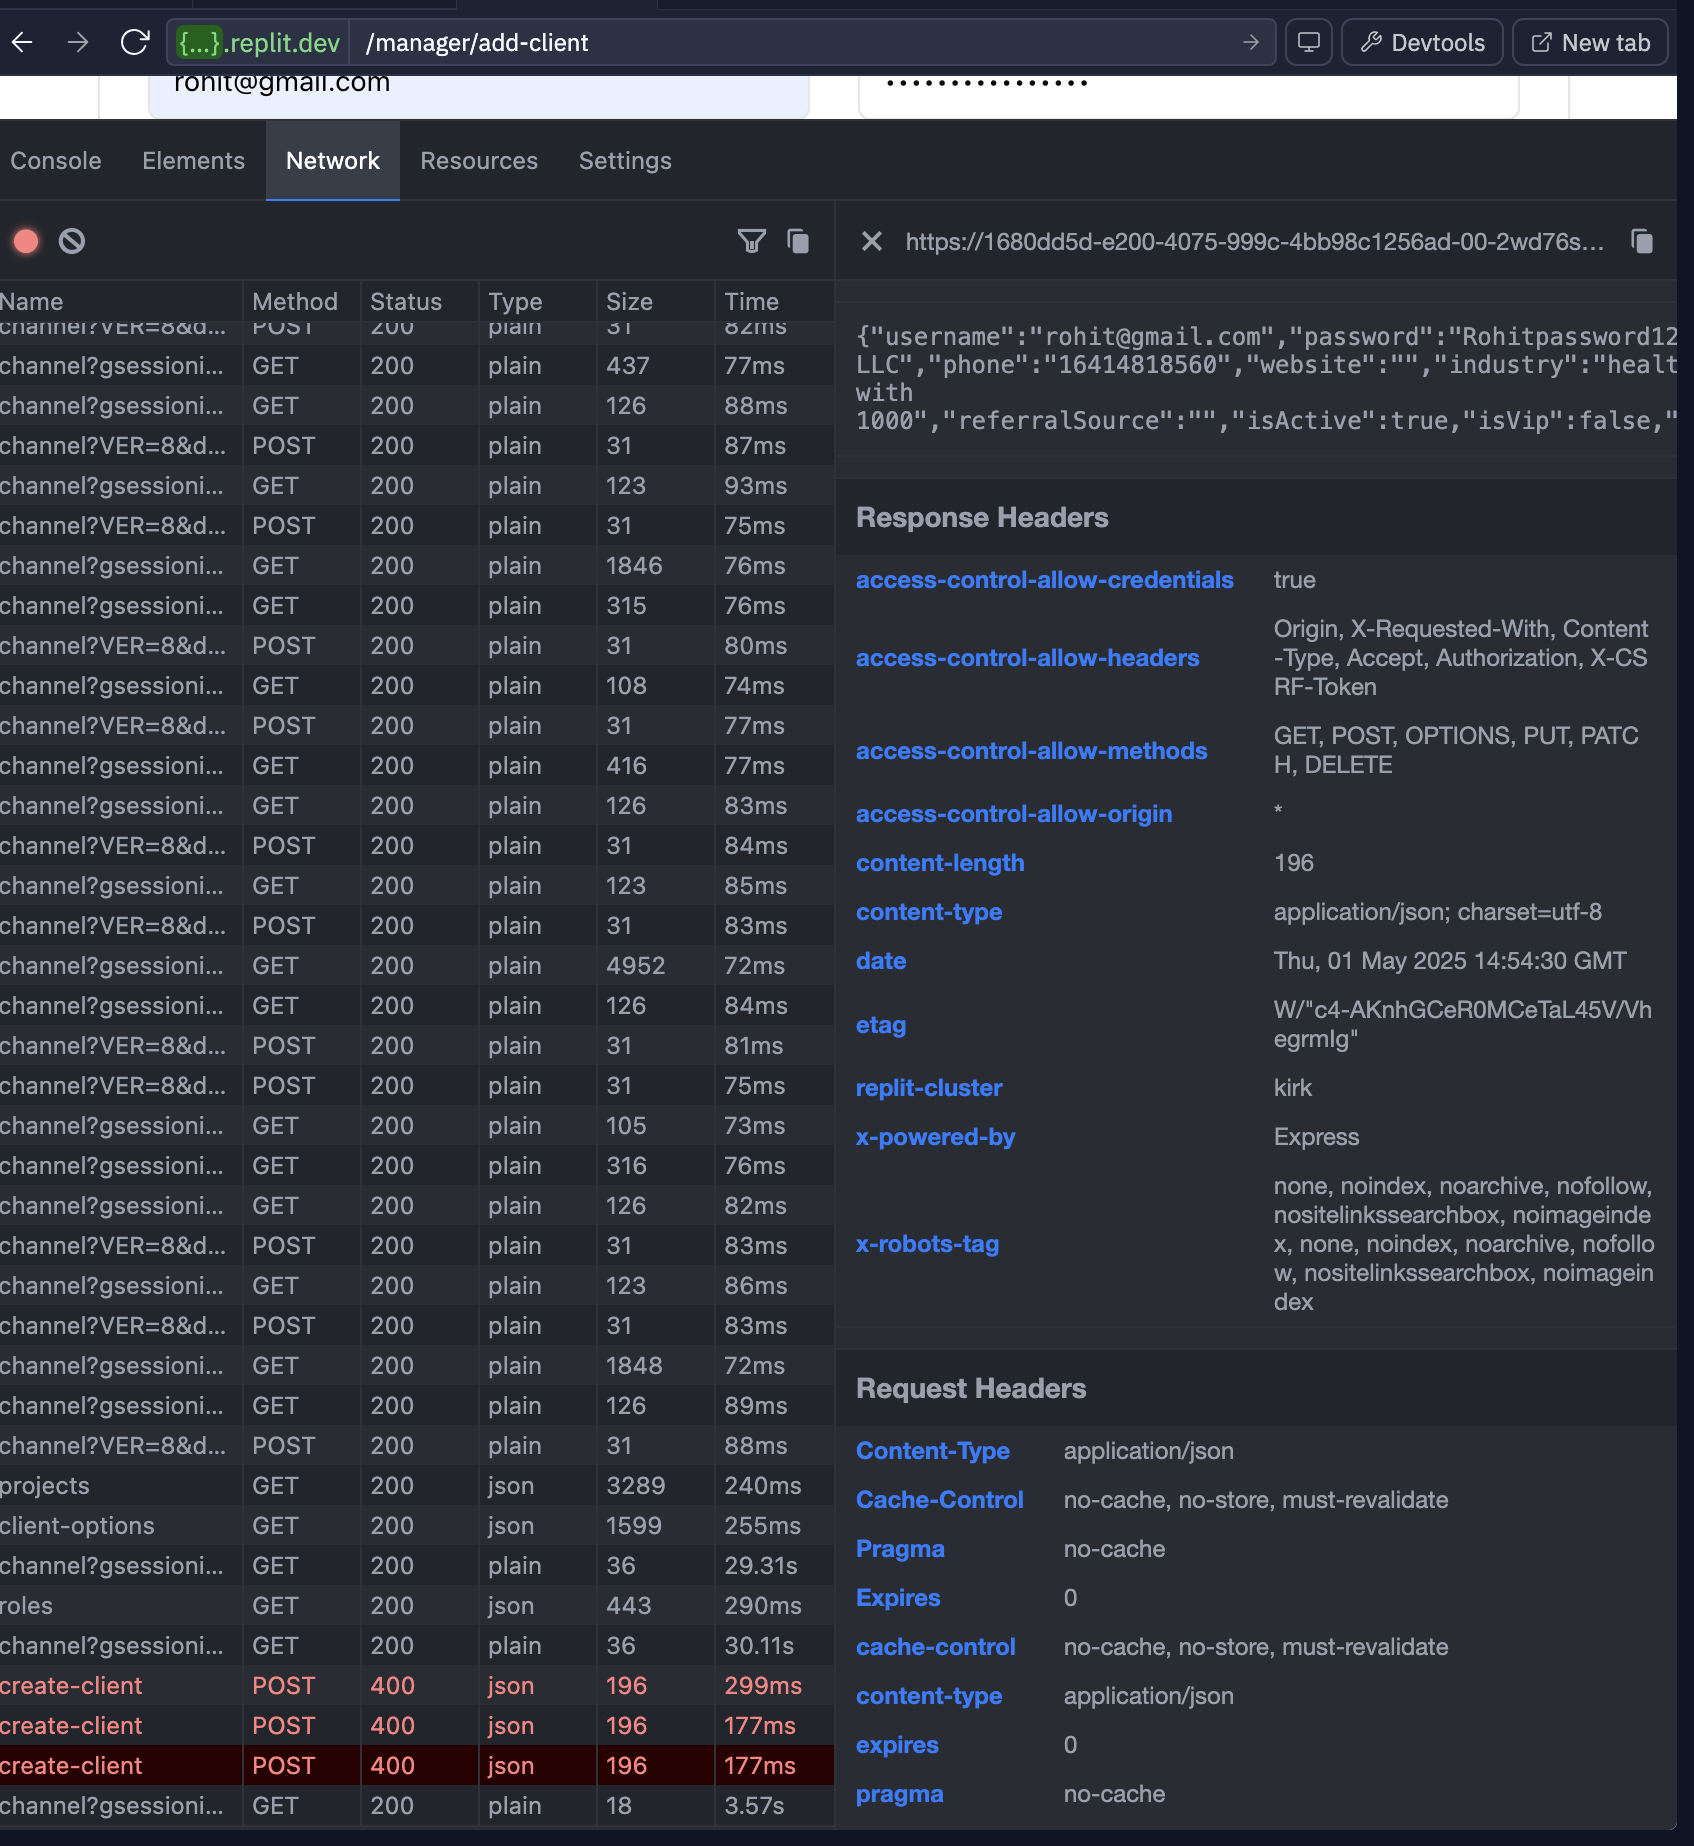 {...}.replit.dev /manager/add-client Devtools New tab
rohit@gmail.com ................
Console Elements Network Resources Settings
https://1680dd5d-e200-4075-999c-4bb98c1256ad-00-2wd76s...
Name Method Status Type Size Time
channel?VER=8&d... POST 200 plain 31 82ms
channel?gsessioni... GET 200 plain 437 77ms
channel?gsessioni... GET 200 plain 126 88ms
channel?VER=8&d... POST 200 plain 31 87ms
channel?gsessioni... GET 200 plain 123 93ms
channel?VER=8&d... POST 200 plain 31 75ms
channel?gsessioni... GET 200 plain 1846 76ms
channel?gsessioni... GET 200 plain 315 76ms
channel?VER=8&d... POST 200 plain 31 80ms
channel?gsessioni... GET 200 plain 108 74ms
channel?VER=8&d... POST 200 plain 31 77ms
channel?gsessioni... GET 200 plain 416 77ms
channel?gsessioni... GET 200 plain 126 83ms
channel?VER=8&d... POST 200 plain 31 84ms
channel?gsessioni... GET 200 plain 123 85ms
channel?VER=8&d... POST 200 plain 31 83ms
channel?gsessioni... GET 200 plain 4952 72ms
channel?gsessioni... GET 200 plain 126 84ms
channel?VER=8&d... POST 200 plain 31 81ms
channel?VER=8&d... POST 200 plain 31 75ms
channel?gsessioni... GET 200 plain 105 73ms
channel?gsessioni... GET 200 plain 316 76ms
channel?gsessioni... GET 200 plain 126 82ms
channel?VER=8&d... POST 200 plain 31 83ms
channel?gsessioni... GET 200 plain 123 86ms
channel?VER=8&d... POST 200 plain 31 83ms
channel?gsessioni... GET 200 plain 1848 72ms
channel?gsessioni... GET 200 plain 126 89ms
channel?VER=8&d... POST 200 plain 31 88ms
projects GET 200 json 3289 240ms
client-options GET 200 json 1599 255ms
channel?gsessioni... GET 200 plain 36 29.31s
roles GET 200 json 443 290ms
channel?gsessioni... GET 200 plain 36 30.11s
create-client POST 400 json 196 299ms
create-client POST 400 json 196 177ms
create-client POST 400 json 196 177ms
channel?gsessioni... GET 200 plain 18 3.57s
{"username":"rohit@gmail.com","password":"Rohitpassword12
LLC","phone":"16414818560","website":"","industry":"healt
with
1000","referralSource":"","isActive":true,"isVip":false,"
Response Headers
access-control-allow-credentials true
access-control-allow-headers Origin, X-Requested-With, Content
-Type, Accept, Authorization, X-CS
RF-Token
access-control-allow-methods GET, POST, OPTIONS, PUT, PATC
H, DELETE
access-control-allow-origin *
content-length 196
content-type application/json; charset=utf-8
date Thu, 01 May 2025 14:54:30 GMT
etag W/"c4-AKnhGCeR0MCeTaL45V/Vh
egrmIg"
replit-cluster kirk
x-powered-by Express
x-robots-tag none, noindex, noarchive, nofollow,
nositelinkssearchbox, noimageinde
x, none, noindex, noarchive, nofollo
w, nositelinkssearchbox, noimagein
dex
Request Headers
Content-Type application/json
Cache-Control no-cache, no-store, must-revalidate
Pragma no-cache
Expires 0
cache-control no-cache, no-store, must-revalidate
content-type application/json
expires 0
pragma no-cache